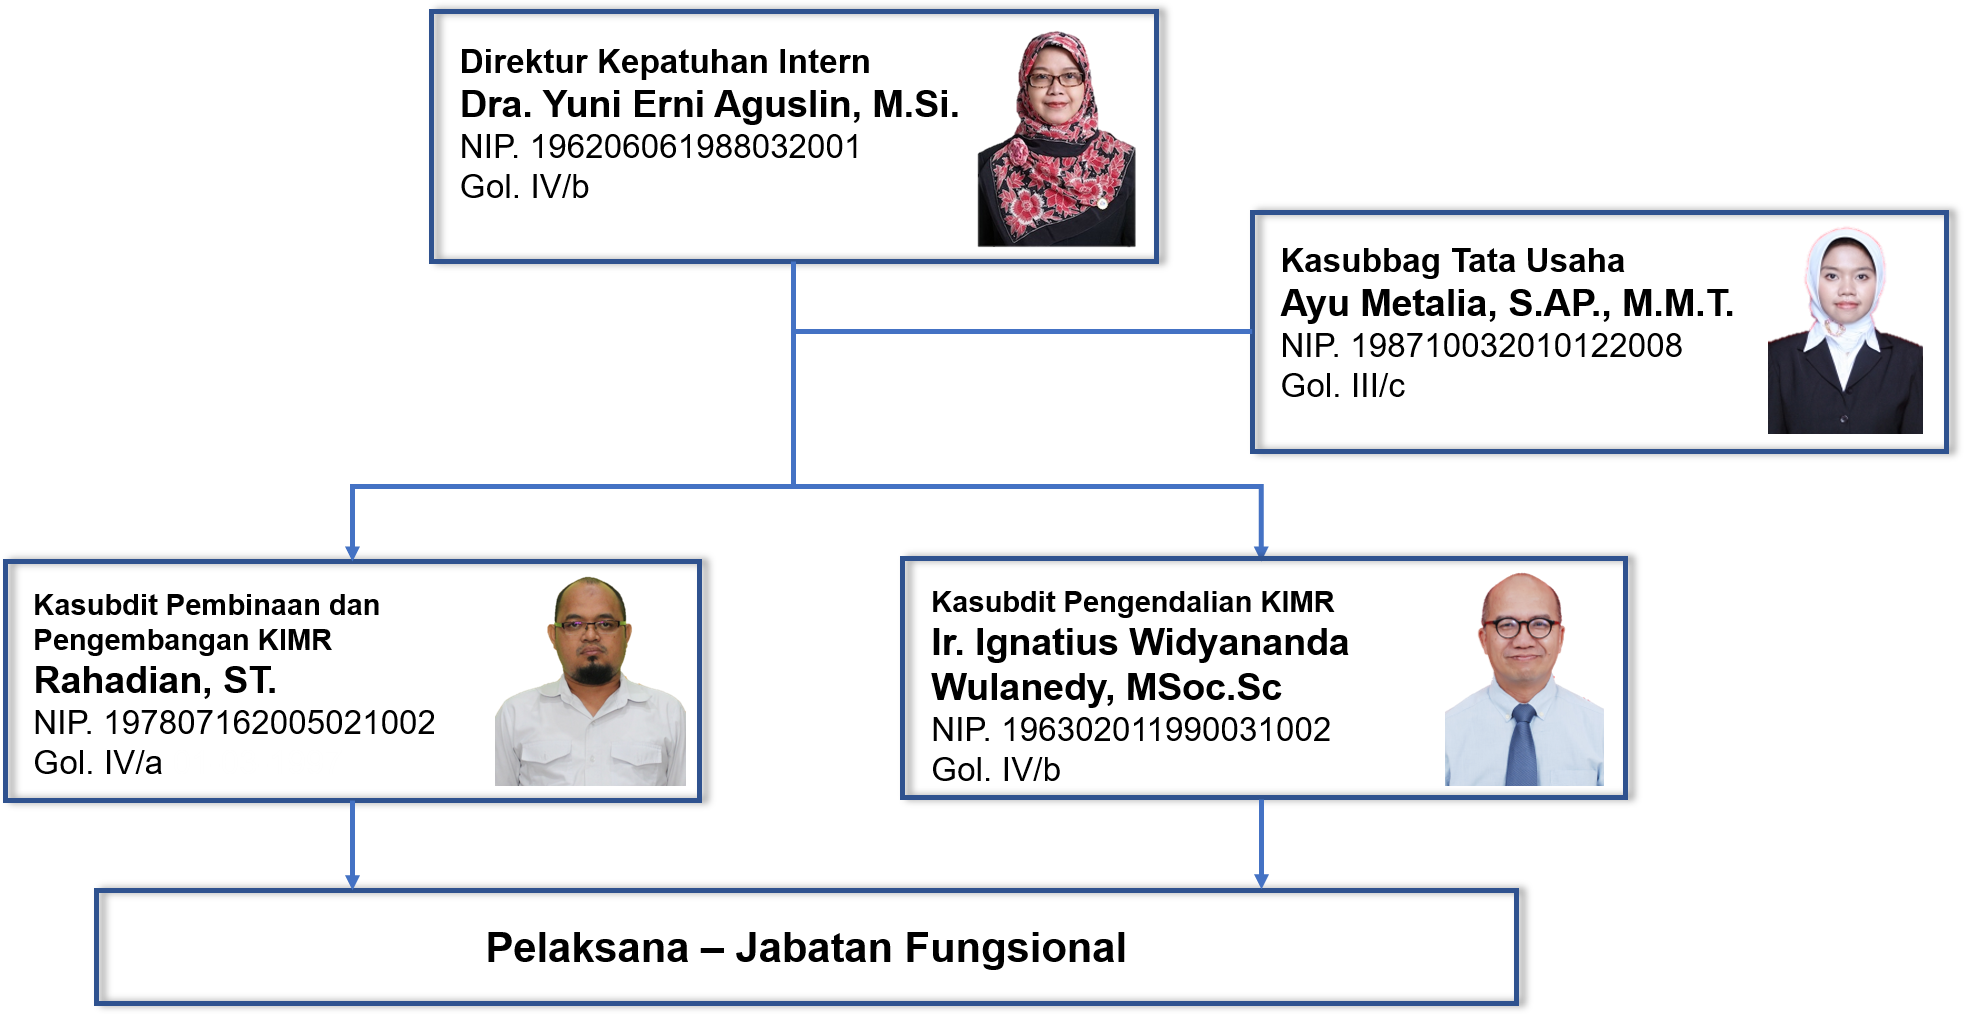 Direktur Kepatuhan Intern
Dra. Yuni Erni Aguslin, M.Si.
NIP. 196206061988032001
Gol. IV/b
Kasubbag Tata Usaha
Ayu Metalia, S.AP., M.M.T.
NIP. 198710032010122008
Gol. III/c
Kasubdit Pembinaan dan
Pengembangan KIMR
Rahadian, ST.
NIP. 197807162005021002
Gol. IV/a
Kasubdit Pengendalian KIMR
Ir. Ignatius Widyananda
Wulanedy, MSoc.Sc
NIP. 196302011990031002
Gol. IV/b
Pelaksana – Jabatan Fungsional